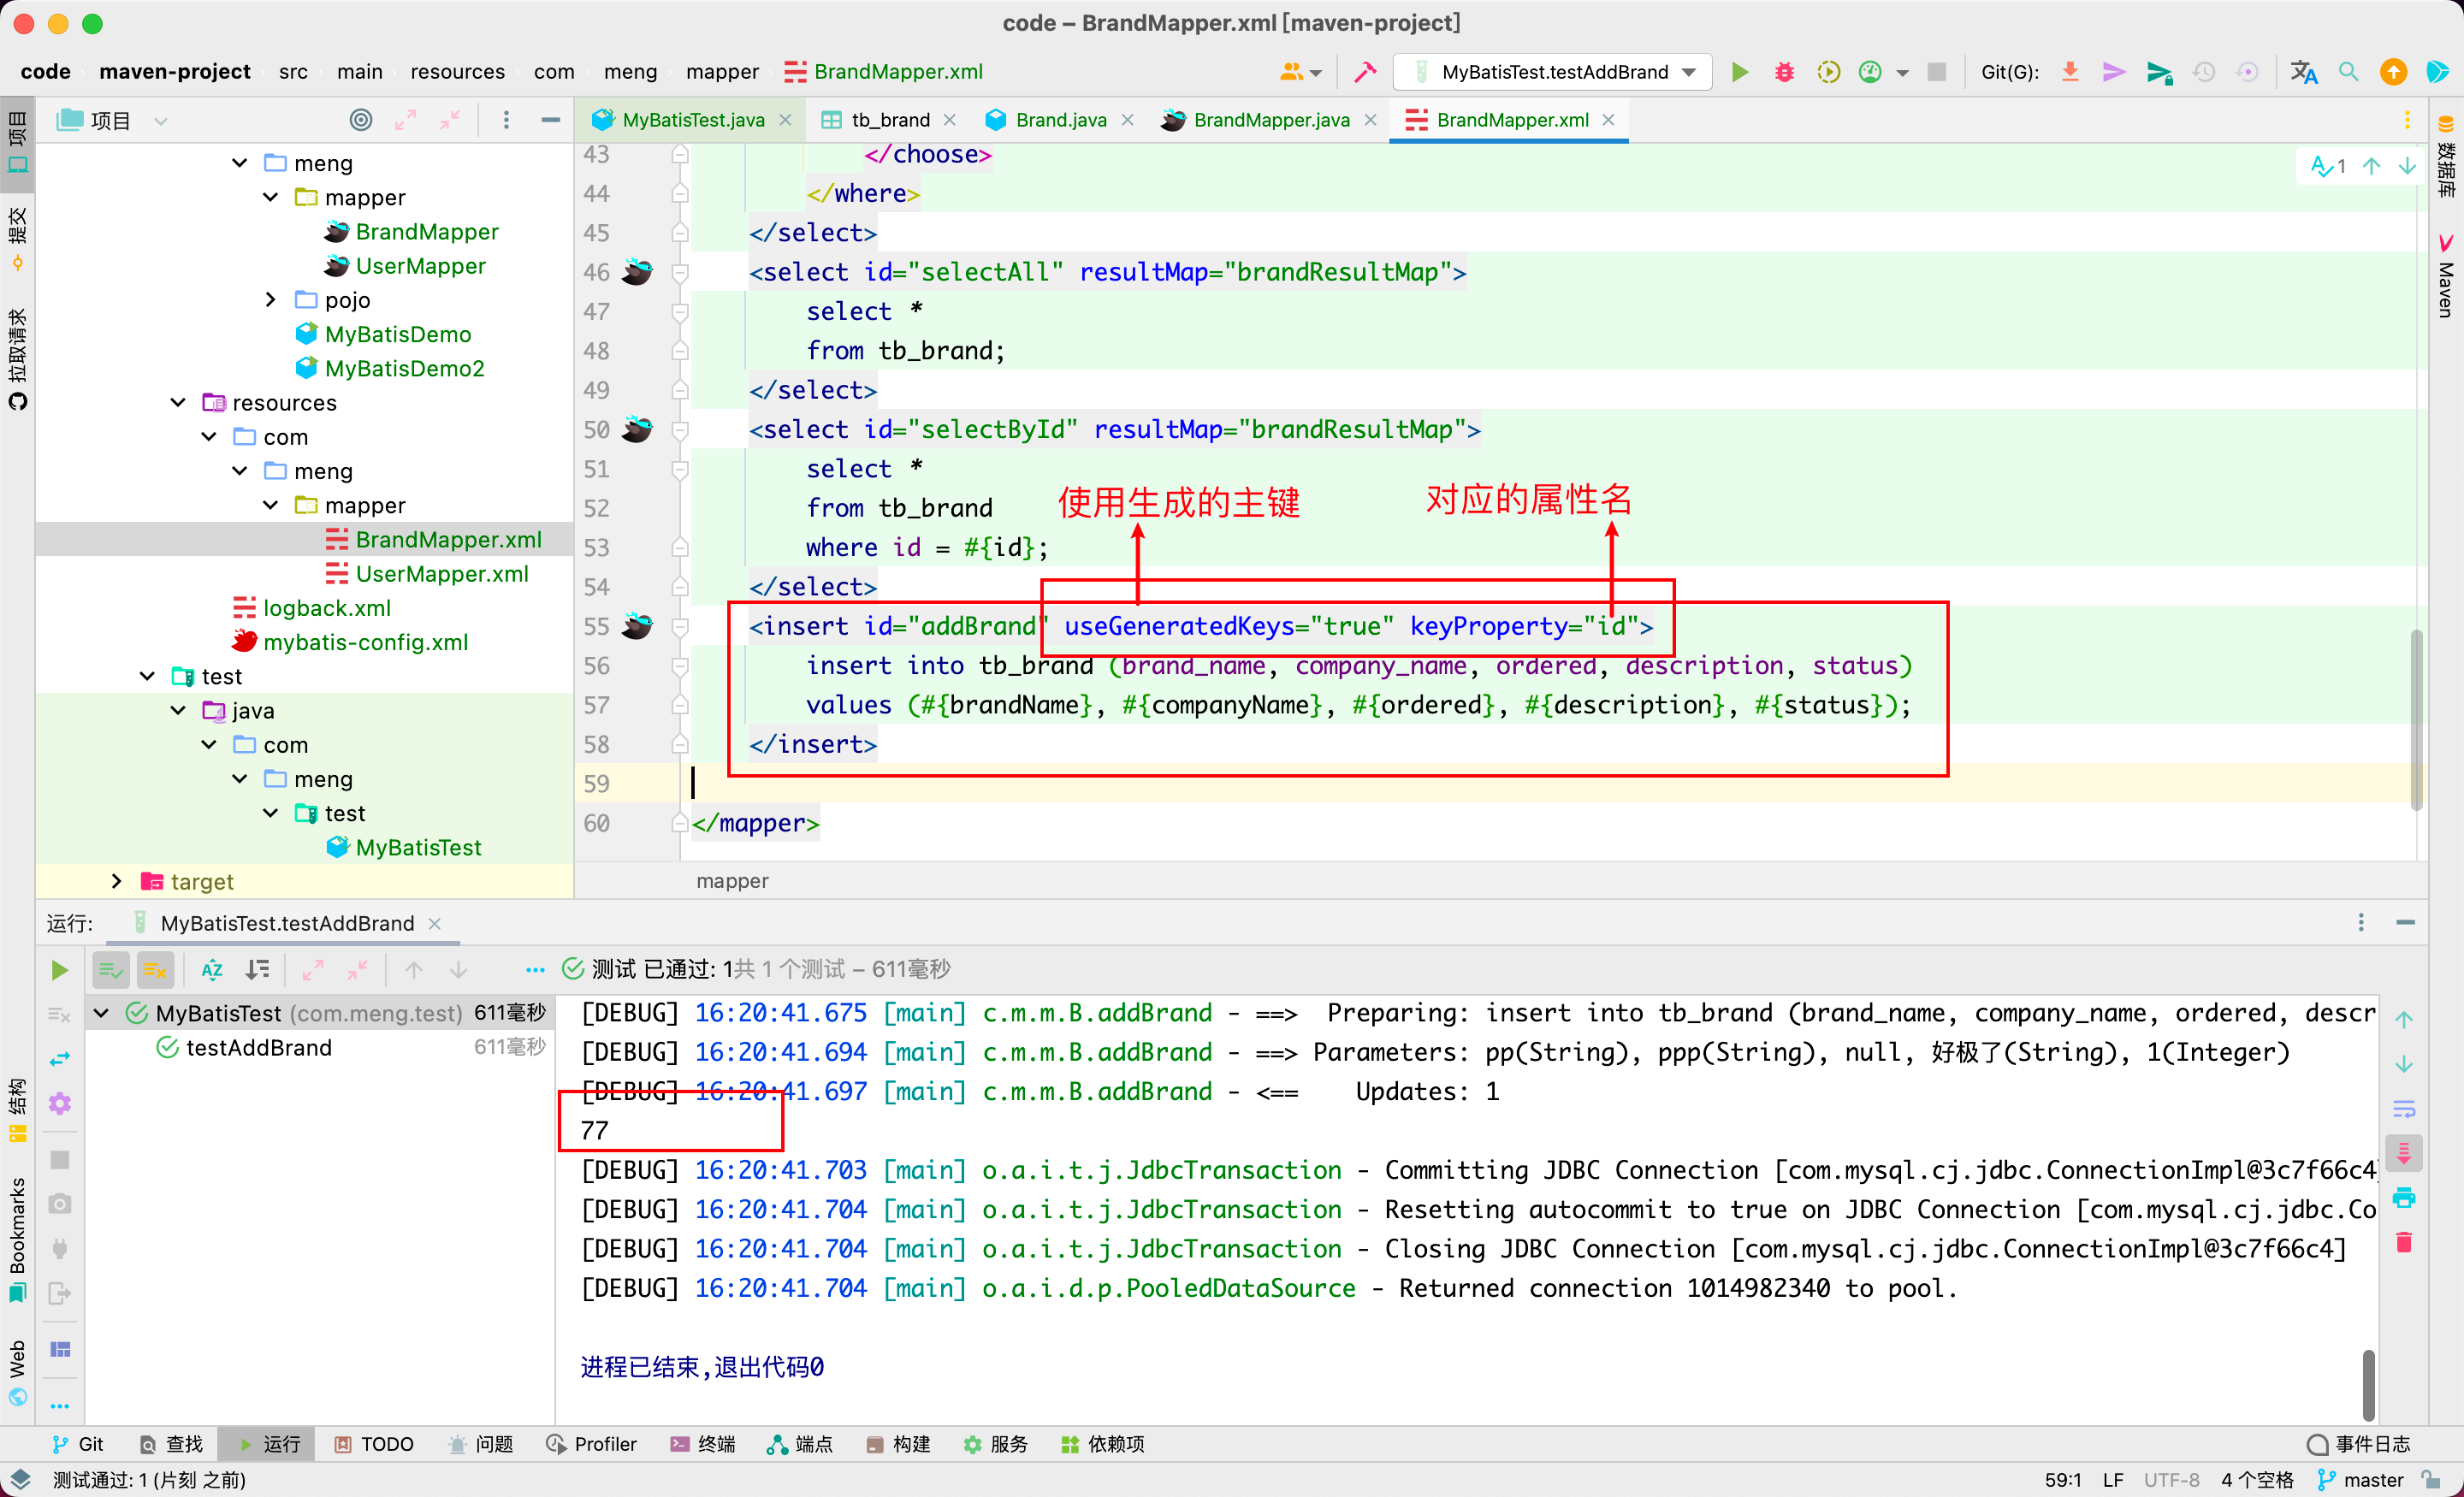 code – BrandMapper.xml [maven-project]
code maven-project src main resources com meng mapper BrandMapper.xml MyBatisTest.testAddBrand Git(G):
项目 MyBatisTest.java tb_brand Brand.java BrandMapper.java BrandMapper.xml
项目
提交
拉取请求
结构
Bookmarks
Web
meng
mapper
BrandMapper
UserMapper
pojo
MyBatisDemo
MyBatisDemo2
resources
com
meng
mapper
BrandMapper.xml
UserMapper.xml
logback.xml
mybatis-config.xml
test
java
com
meng
test
MyBatisTest
target
43 </choose>
44 </where>
45 </select>
46 <select id="selectAll" resultMap="brandResultMap">
47 select *
48 from tb_brand;
49 </select>
50 <select id="selectById" resultMap="brandResultMap">
51 select *
52 from tb_brand
53 where id = #{id};
54 </select>
55 <insert id="addBrand" useGeneratedKeys="true" keyProperty="id">
56 insert into tb_brand (brand_name, company_name, ordered, description, status)
57 values (#{brandName}, #{companyName}, #{ordered}, #{description}, #{status});
58 </insert>
59
60 </mapper>
使用生成的主键 对应的属性名
1
mapper
数据库
Maven
运行: MyBatisTest.testAddBrand
测试 已通过: 1共 1 个测试 – 611毫秒
MyBatisTest (com.meng.test) 611毫秒
testAddBrand 611毫秒
[DEBUG] 16:20:41.675 [main] c.m.m.B.addBrand - ==>  Preparing: insert into tb_brand (brand_name, company_name, ordered, descr
[DEBUG] 16:20:41.694 [main] c.m.m.B.addBrand - ==> Parameters: pp(String), ppp(String), null, 好极了(String), 1(Integer)
[DEBUG] 16:20:41.697 [main] c.m.m.B.addBrand - <==    Updates: 1
77
[DEBUG] 16:20:41.703 [main] o.a.i.t.j.JdbcTransaction - Committing JDBC Connection [com.mysql.cj.jdbc.ConnectionImpl@3c7f66c4]
[DEBUG] 16:20:41.704 [main] o.a.i.t.j.JdbcTransaction - Resetting autocommit to true on JDBC Connection [com.mysql.cj.jdbc.Co
[DEBUG] 16:20:41.704 [main] o.a.i.t.j.JdbcTransaction - Closing JDBC Connection [com.mysql.cj.jdbc.ConnectionImpl@3c7f66c4]
[DEBUG] 16:20:41.704 [main] o.a.i.d.p.PooledDataSource - Returned connection 1014982340 to pool.
进程已结束,退出代码0
Git 查找 运行 TODO 问题 Profiler 终端 端点 构建 服务 依赖项 事件日志
测试通过: 1 (片刻 之前) 59:1 LF UTF-8 4 个空格 master